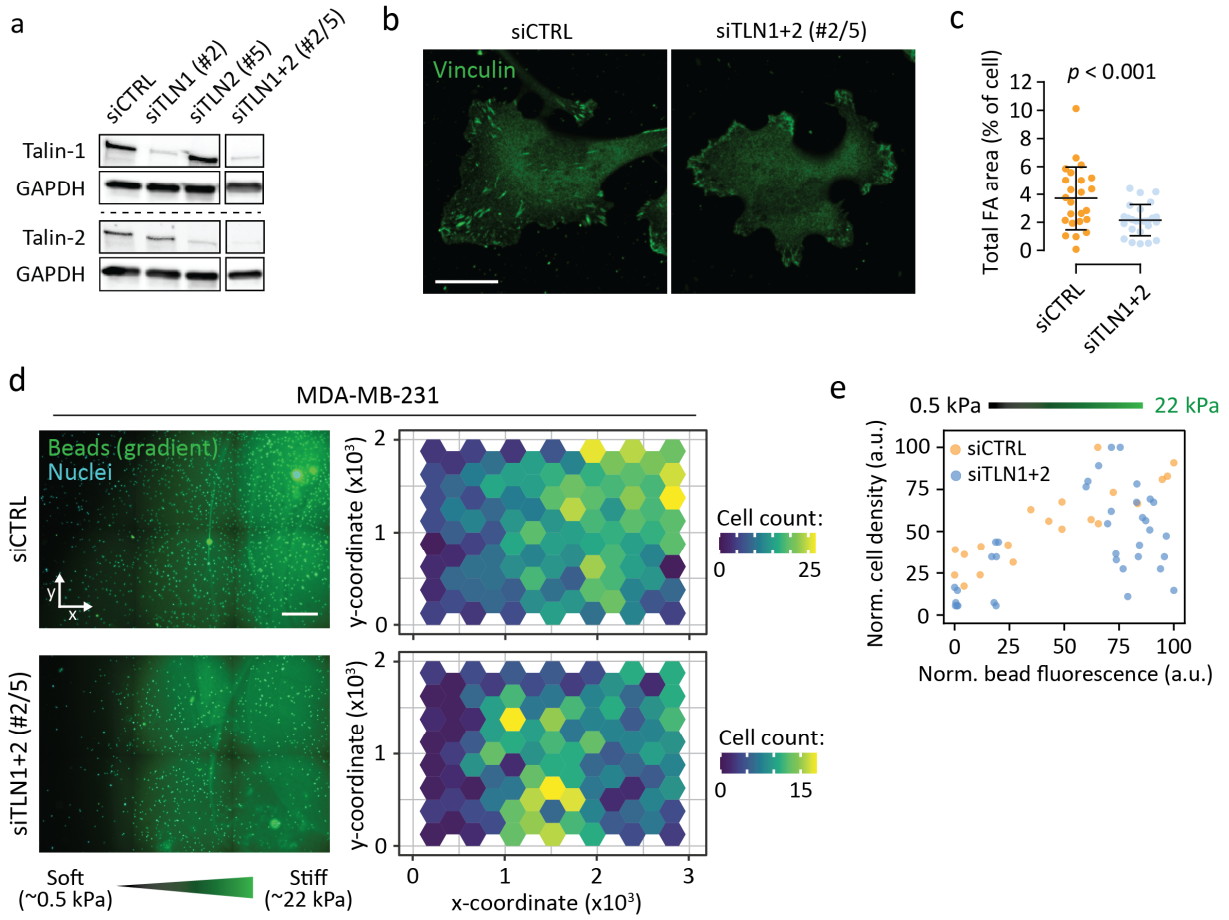 a
siCTRL
siTLN1 (#2)
siTLN2 (#5)
siTLN1+2 (#2/5)
Talin-1
GAPDH
Talin-2
GAPDH
b
siCTRL
siTLN1+2 (#2/5)
Vinculin
c
p < 0.001
Total FA area (% of cell)
12
10
8
6
4
2
0
siCTRL
siTLN1+2
d
MDA-MB-231
siCTRL
Beads (gradient)
Nuclei
y
x
y-coordinate (x10³)
2
1
0
Cell count:
0 25
siTLN1+2 (#2/5)
y-coordinate (x10³)
2
1
0
Cell count:
0 15
0 1 2 3
x-coordinate (x10³)
Soft
(~0.5 kPa)
Stiff
(~22 kPa)
e
0.5 kPa 22 kPa
siCTRL
siTLN1+2
Norm. cell density (a.u.)
100
75
50
25
0
0 25 50 75 100
Norm. bead fluorescence (a.u.)